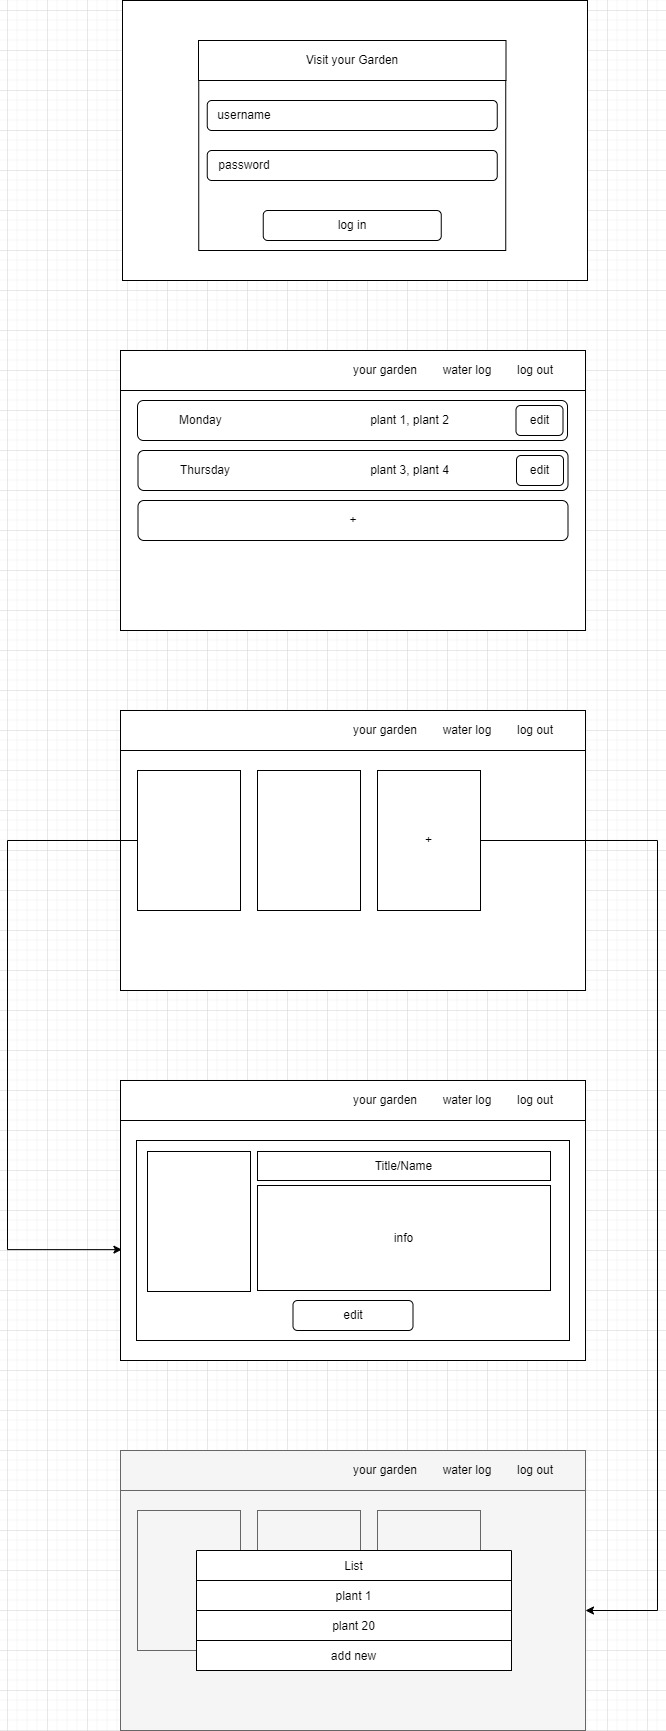 Visit your Garden
username
password
log in
your garden water log log out
Monday plant 1, plant 2 edit
Thursday plant 3, plant 4 edit
+
your garden water log log out
+
your garden water log log out
Title/Name
info
edit
your garden water log log out
List
plant 1
plant 20
add new